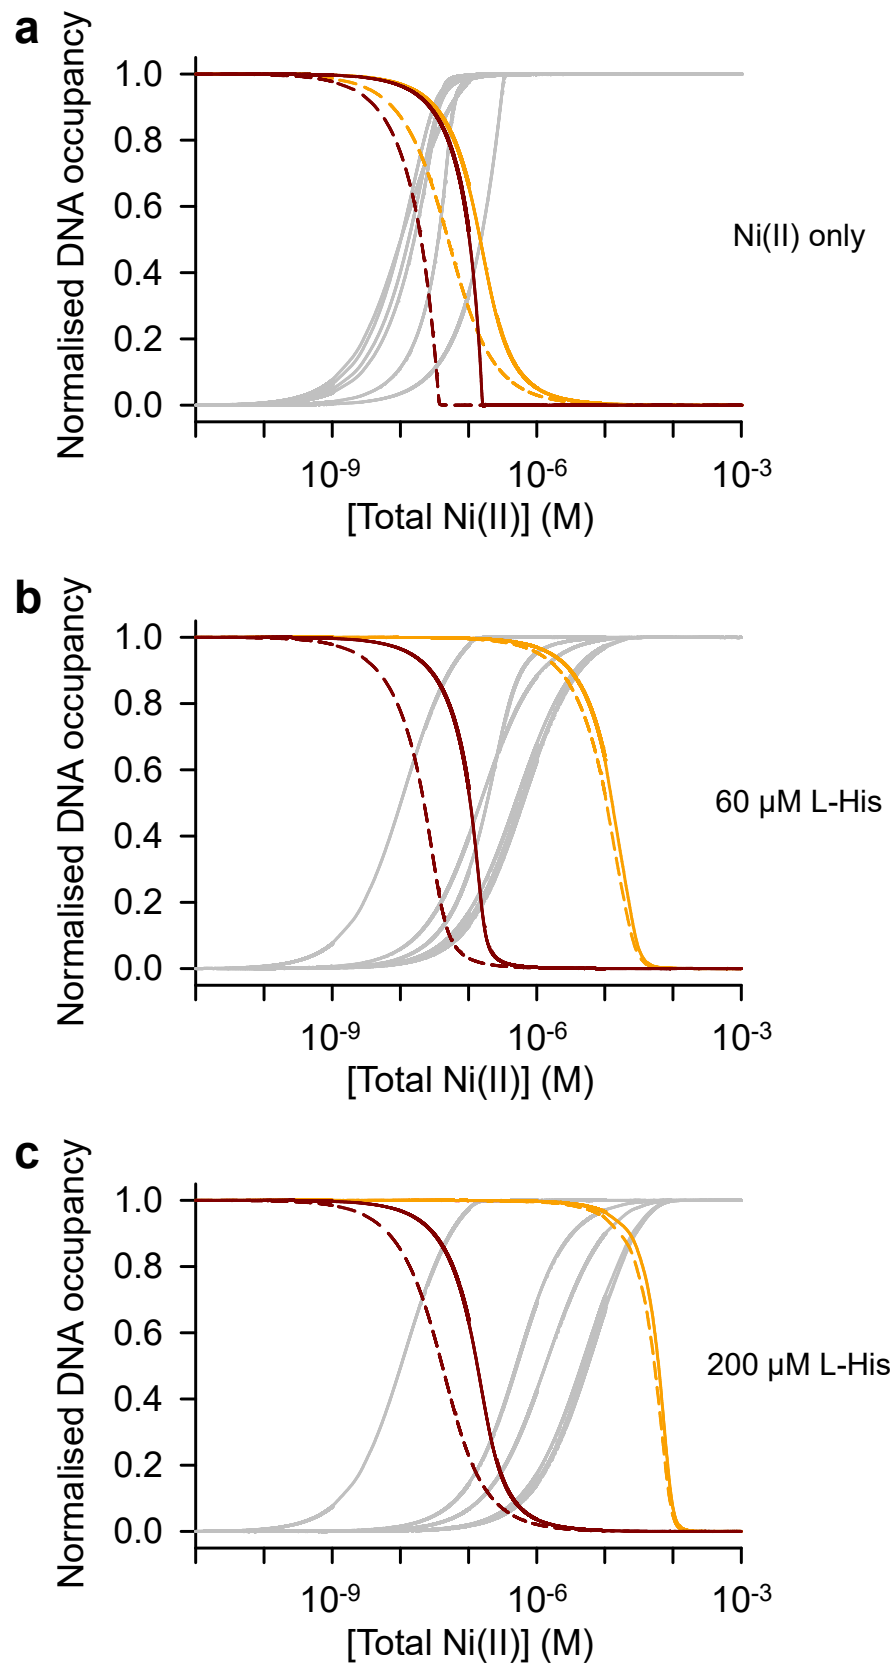 a
Normalised DNA occupancy
1.0
0.8
0.6
0.4
0.2
0.0
10-9
10-6
10-3
[Total Ni(II)] (M)
Ni(II) only
b
Normalised DNA occupancy
1.0
0.8
0.6
0.4
0.2
0.0
10-9
10-6
10-3
[Total Ni(II)] (M)
60 µM L-His
c
Normalised DNA occupancy
1.0
0.8
0.6
0.4
0.2
0.0
10-9
10-6
10-3
[Total Ni(II)] (M)
200 µM L-His